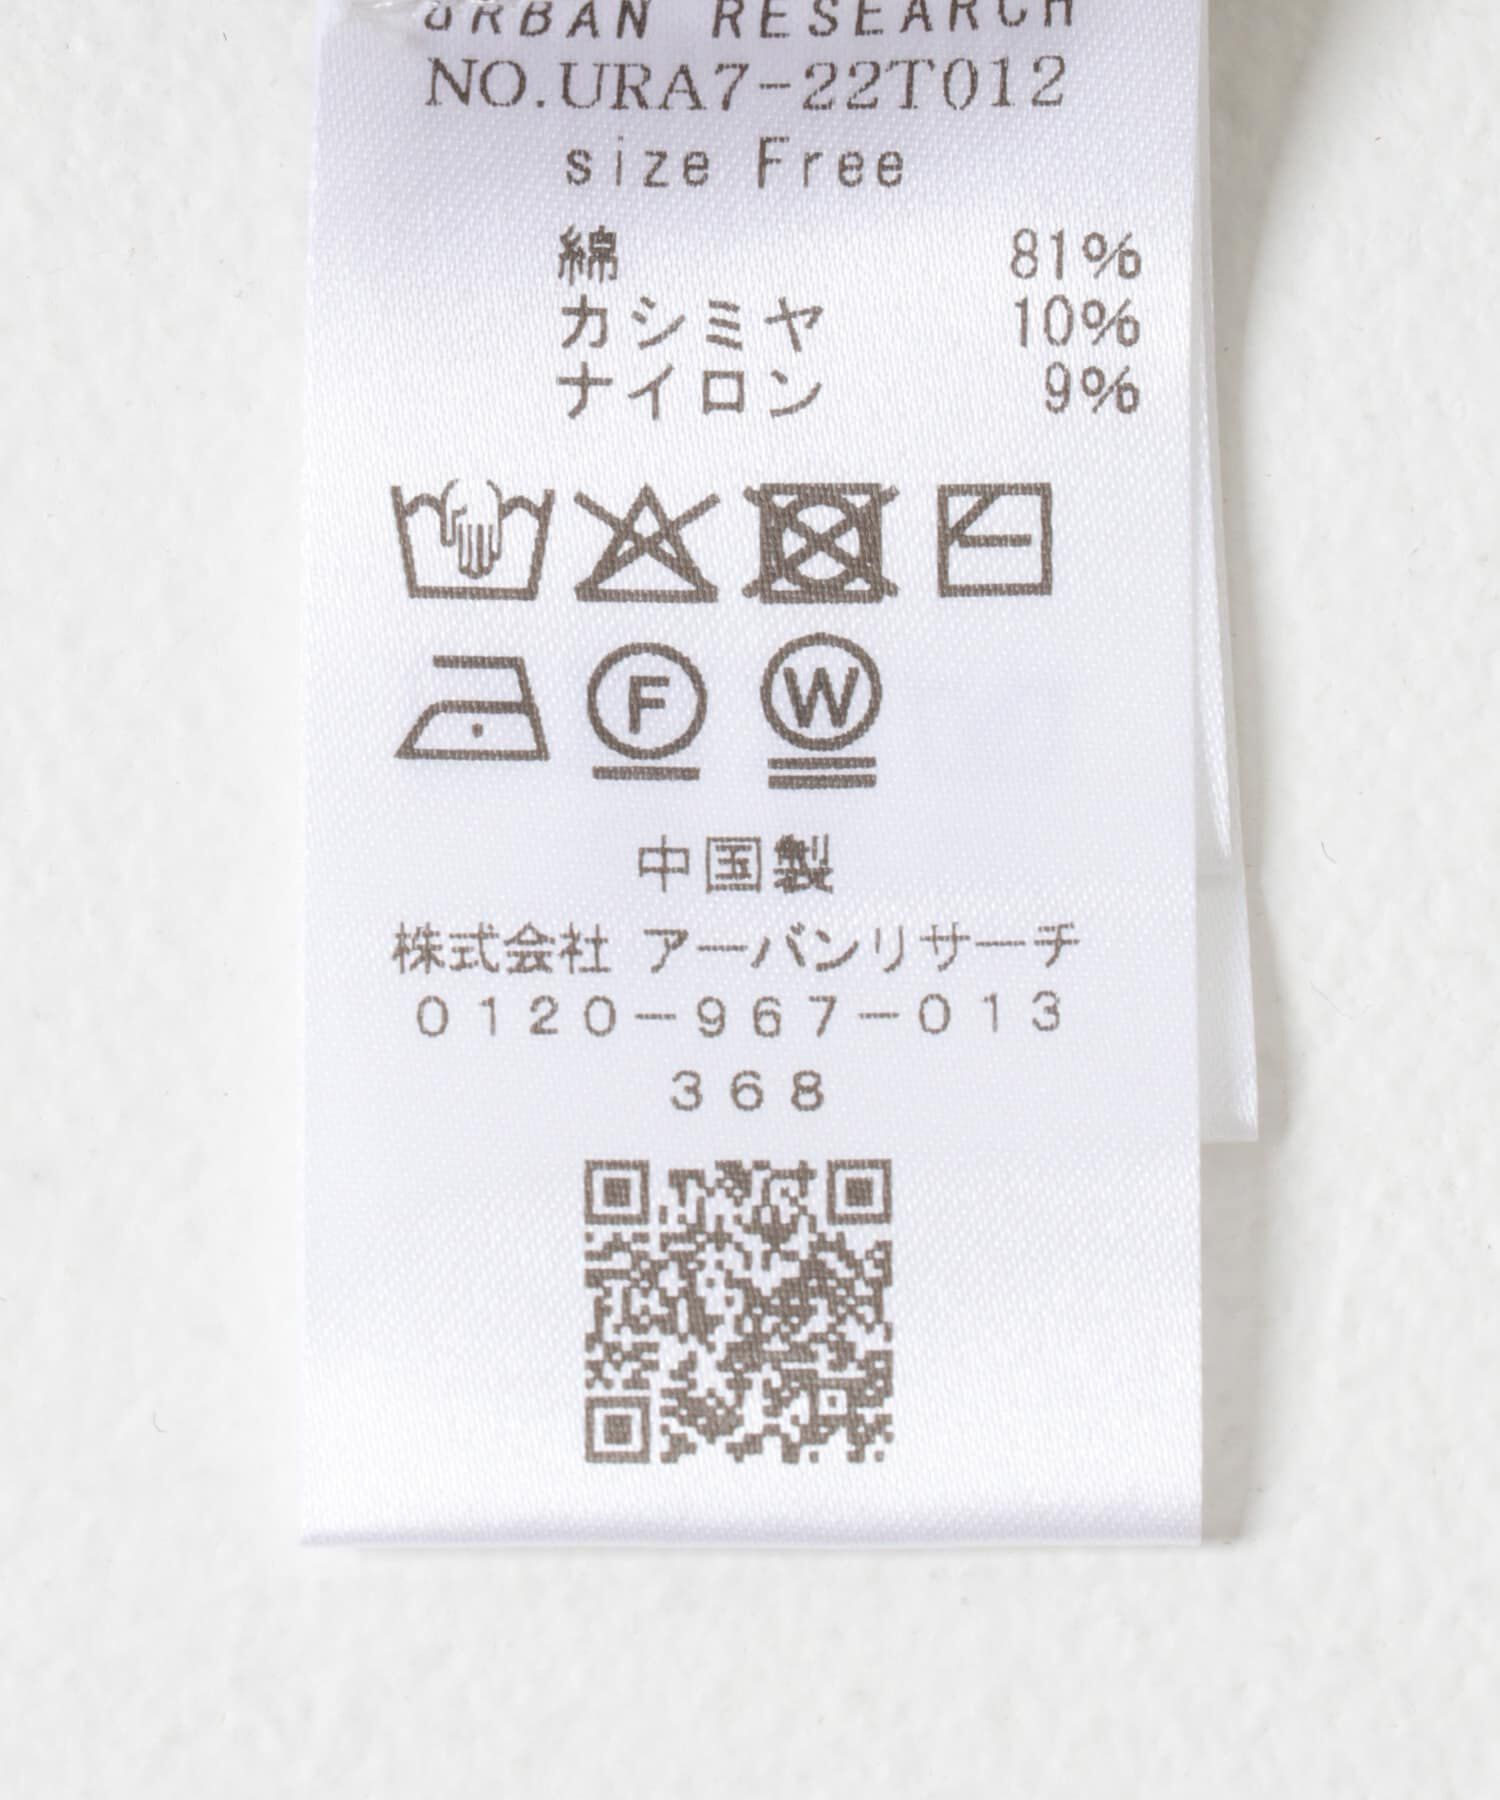 URBAN RESEARCH
NO.URA7-22T012
size Free
綿 81%
カシミヤ 10%
ナイロン 9%
F W
中国製
株式会社 アーバンリサーチ
0120-967-013
368